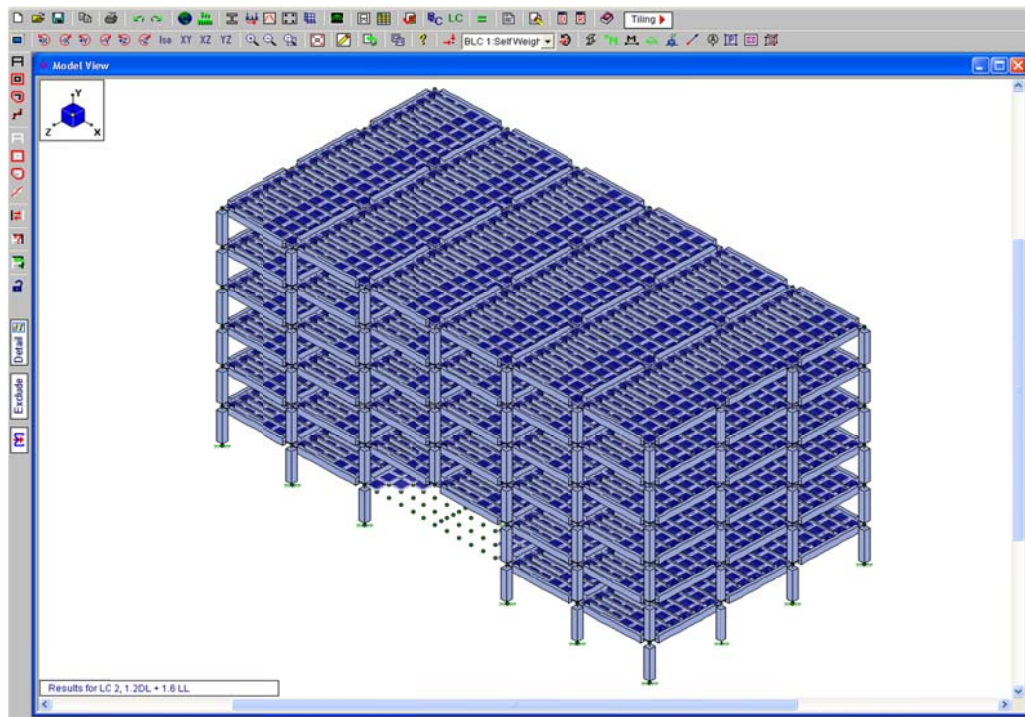 LC
Tiling
Iso XY XZ YZ
BLC 1:Self Weigh
Model View
Y
Z X
Detail
Exclude
Results for LC 2, 1.2DL + 1.6 LL